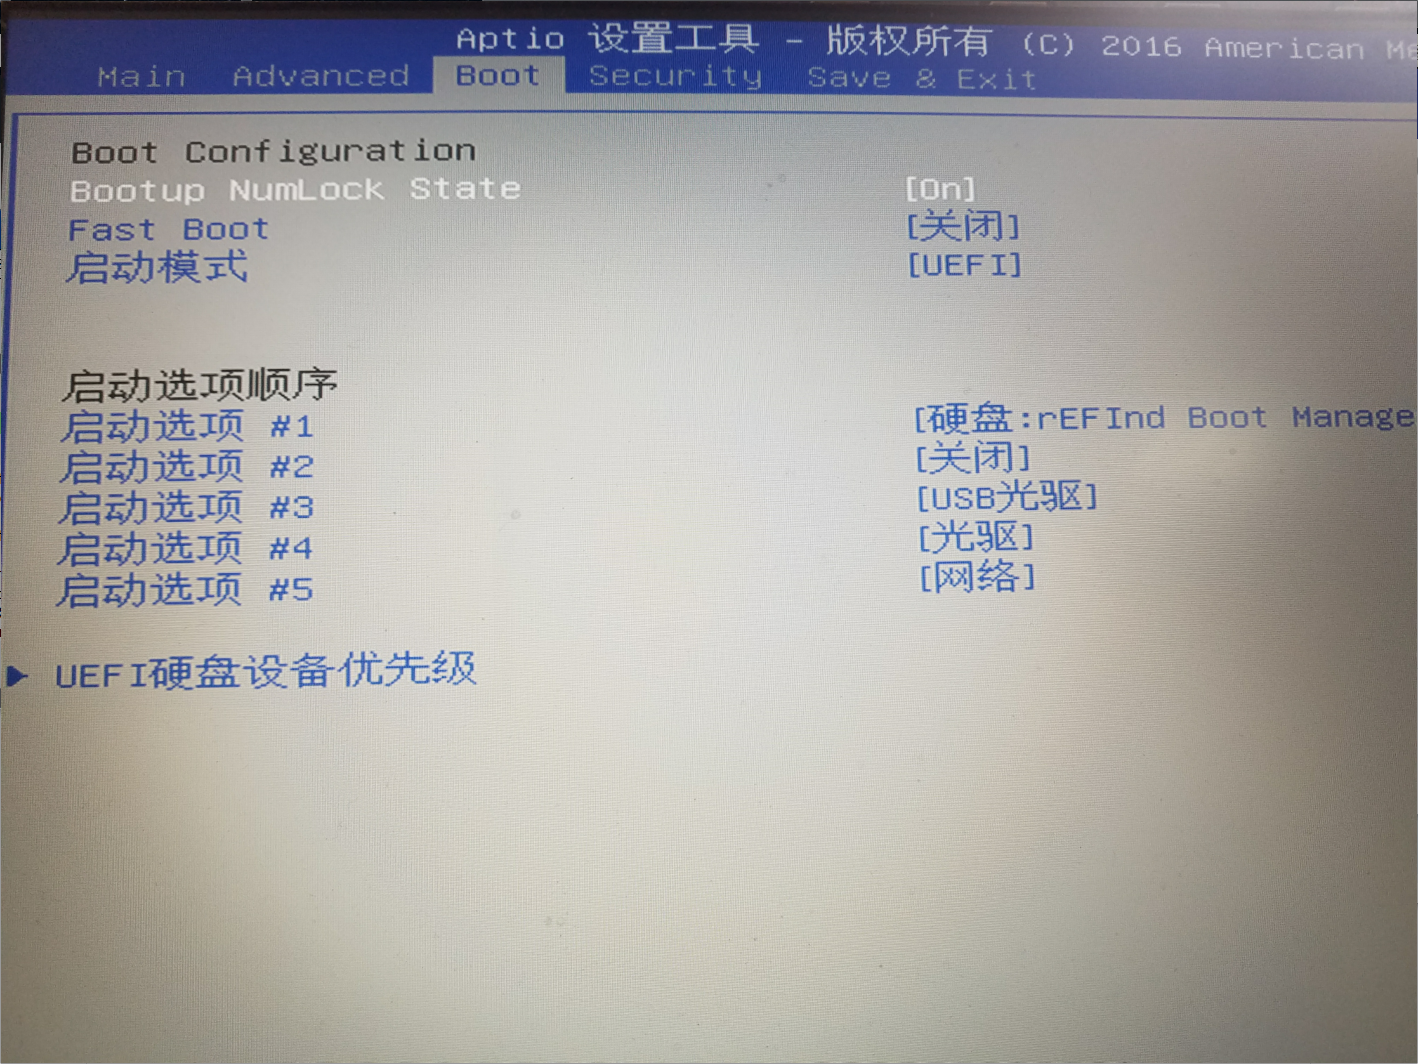 Aptio 设置工具 - 版权所有 (C) 2016 American
Main Advanced Boot Security Save & Exit
Boot Configuration
Bootup NumLock State [On]
Fast Boot [关闭]
启动模式 [UEFI]
启动选项顺序
启动选项 #1 [硬盘:rEFInd Boot Manage
启动选项 #2 [关闭]
启动选项 #3 [USB光驱]
启动选项 #4 [光驱]
启动选项 #5 [网络]
UEFI硬盘设备优先级